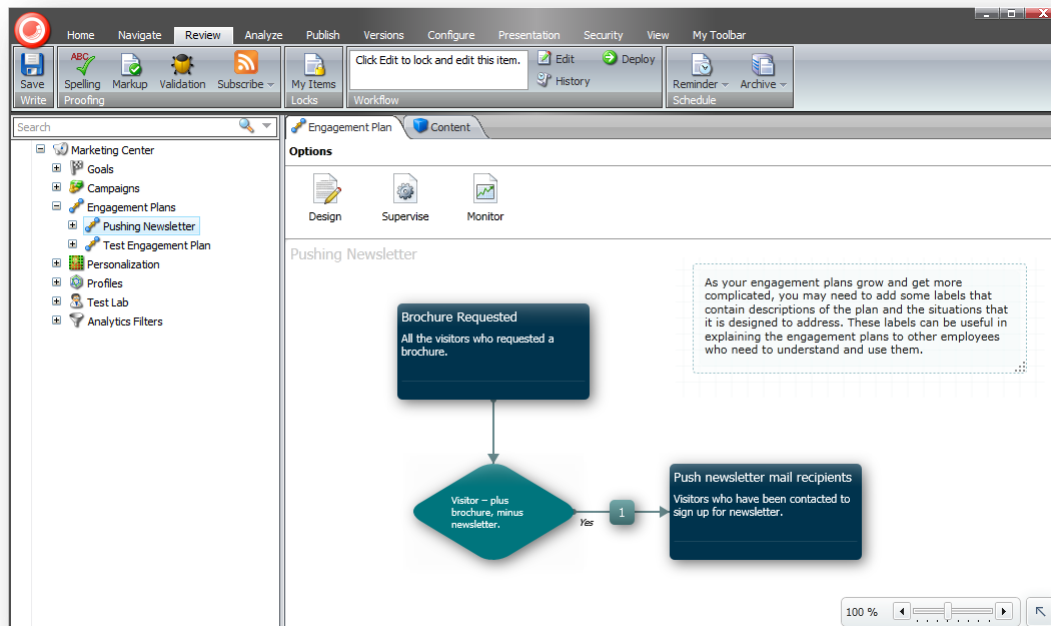 Home Navigate Review Analyze Publish Versions Configure Presentation Security View My Toolbar
Click Edit to lock and edit this item. Edit Deploy
History
ABC
Save Spelling Markup Validation Subscribe My Items Reminder Archive
Write Proofing Locks Workflow Schedule
Search
Marketing Center
Goals
Campaigns
Engagement Plans
Pushing Newsletter
Test Engagement Plan
Personalization
Profiles
Test Lab
Analytics Filters
Engagement Plan Content
Options
Design Supervise Monitor
Pushing Newsletter
As your engagement plans grow and get more
complicated, you may need to add some labels that
contain descriptions of the plan and the situations that
it is designed to address. These labels can be useful in
explaining the engagement plans to other employees
who need to understand and use them.
Brochure Requested
All the visitors who requested a
brochure.
Visitor – plus
brochure, minus
newsletter.
Yes
1
Push newsletter mail recipients
Visitors who have been contacted to
sign up for newsletter.
100 %